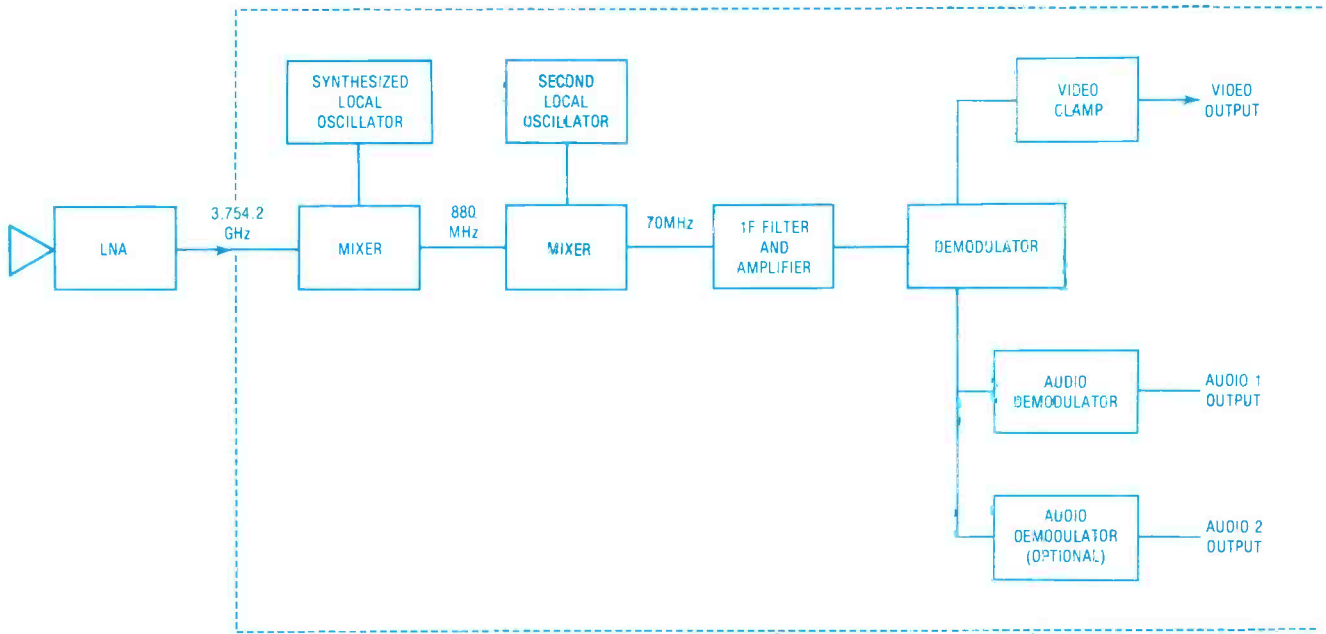 SYNTHESIZED
LOCAL
OSCILLATOR
SECOND
LOCAL
OSCILLATOR
VIDEO
CLAMP
VIDEO
OUTPUT
LNA
3.754.2
GHz
MIXER
880
MHz
MIXER
70MHz
IF FILTER
AND
AMPLIFIER
DEMODULATOR
AUDIO
DEMODULATOR
AUDIO 1
OUTPUT
AUDIO
DEMODULATOR
(OPTIONAL)
AUDIO 2
OUTPUT